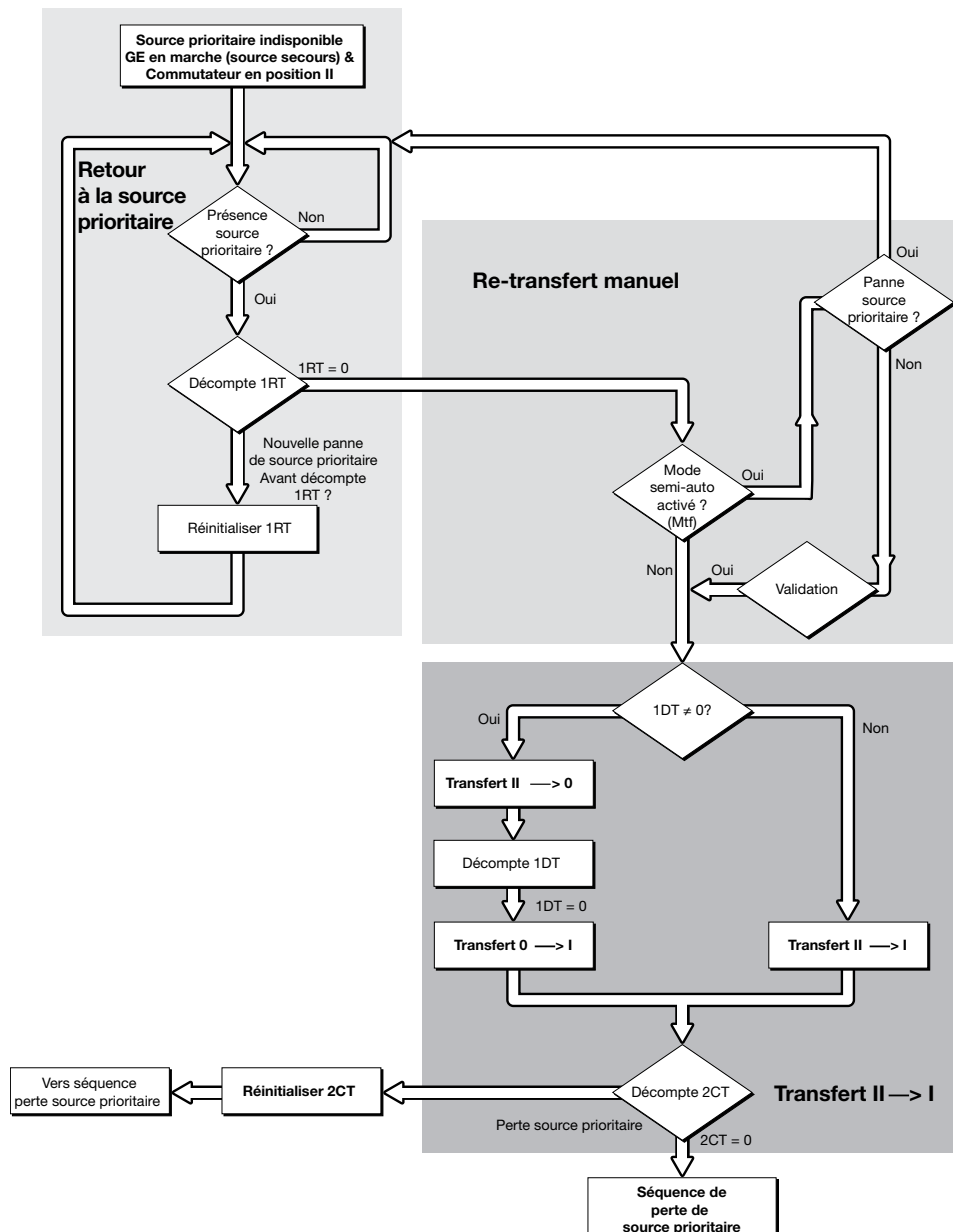 Source prioritaire indisponible
GE en marche (source secours) &
Commutateur en position II
Retour
à la source
prioritaire
Présence
source
prioritaire ?
Non
Oui
Décompte 1RT
1RT = 0
Nouvelle panne
de source prioritaire
Avant décompte
1RT ?
Réinitialiser 1RT
Re-transfert manuel
Oui
Panne
source
prioritaire ?
Non
Mode
semi-auto
activé ?
(Mtf)
Oui
Non
Oui
Validation
1DT ≠ 0?
Oui
Non
Transfert II —> 0
Décompte 1DT
1DT = 0
Transfert 0 —> I
Transfert II —> I
Vers séquence
perte source prioritaire
Réinitialiser 2CT
Décompte 2CT
Transfert II —> I
Perte source prioritaire
2CT = 0
Séquence de
perte de
source prioritaire